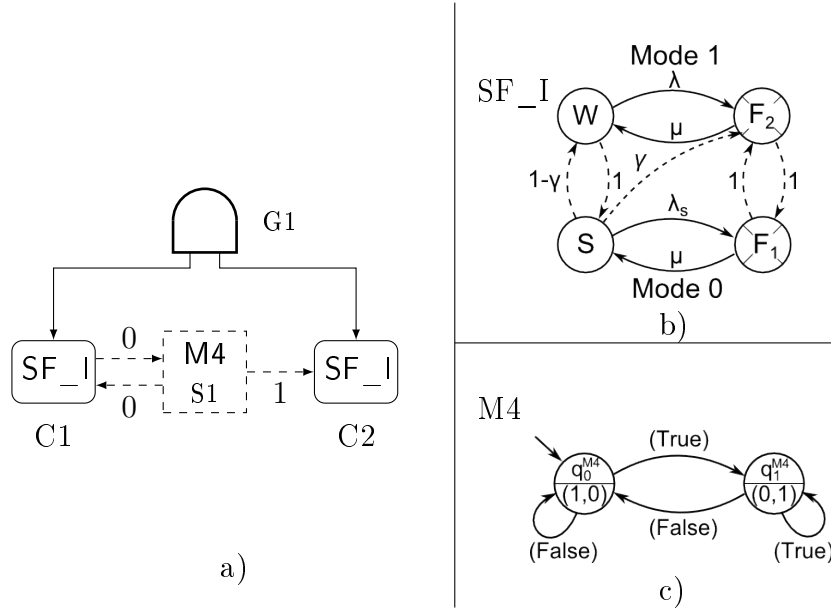 G1
SF_I
0
0
M4
S1
1
SF_I
C1
C2
a)
SF_I
Mode 1
λ
W
F₂
μ
γ
1-γ
1
1
1
λₛ
S
F₁
μ
Mode 0
b)
M4
(True)
q₀ᴹ⁴
(1,0)
q₁ᴹ⁴
(0,1)
(False)
(False)
(True)
c)